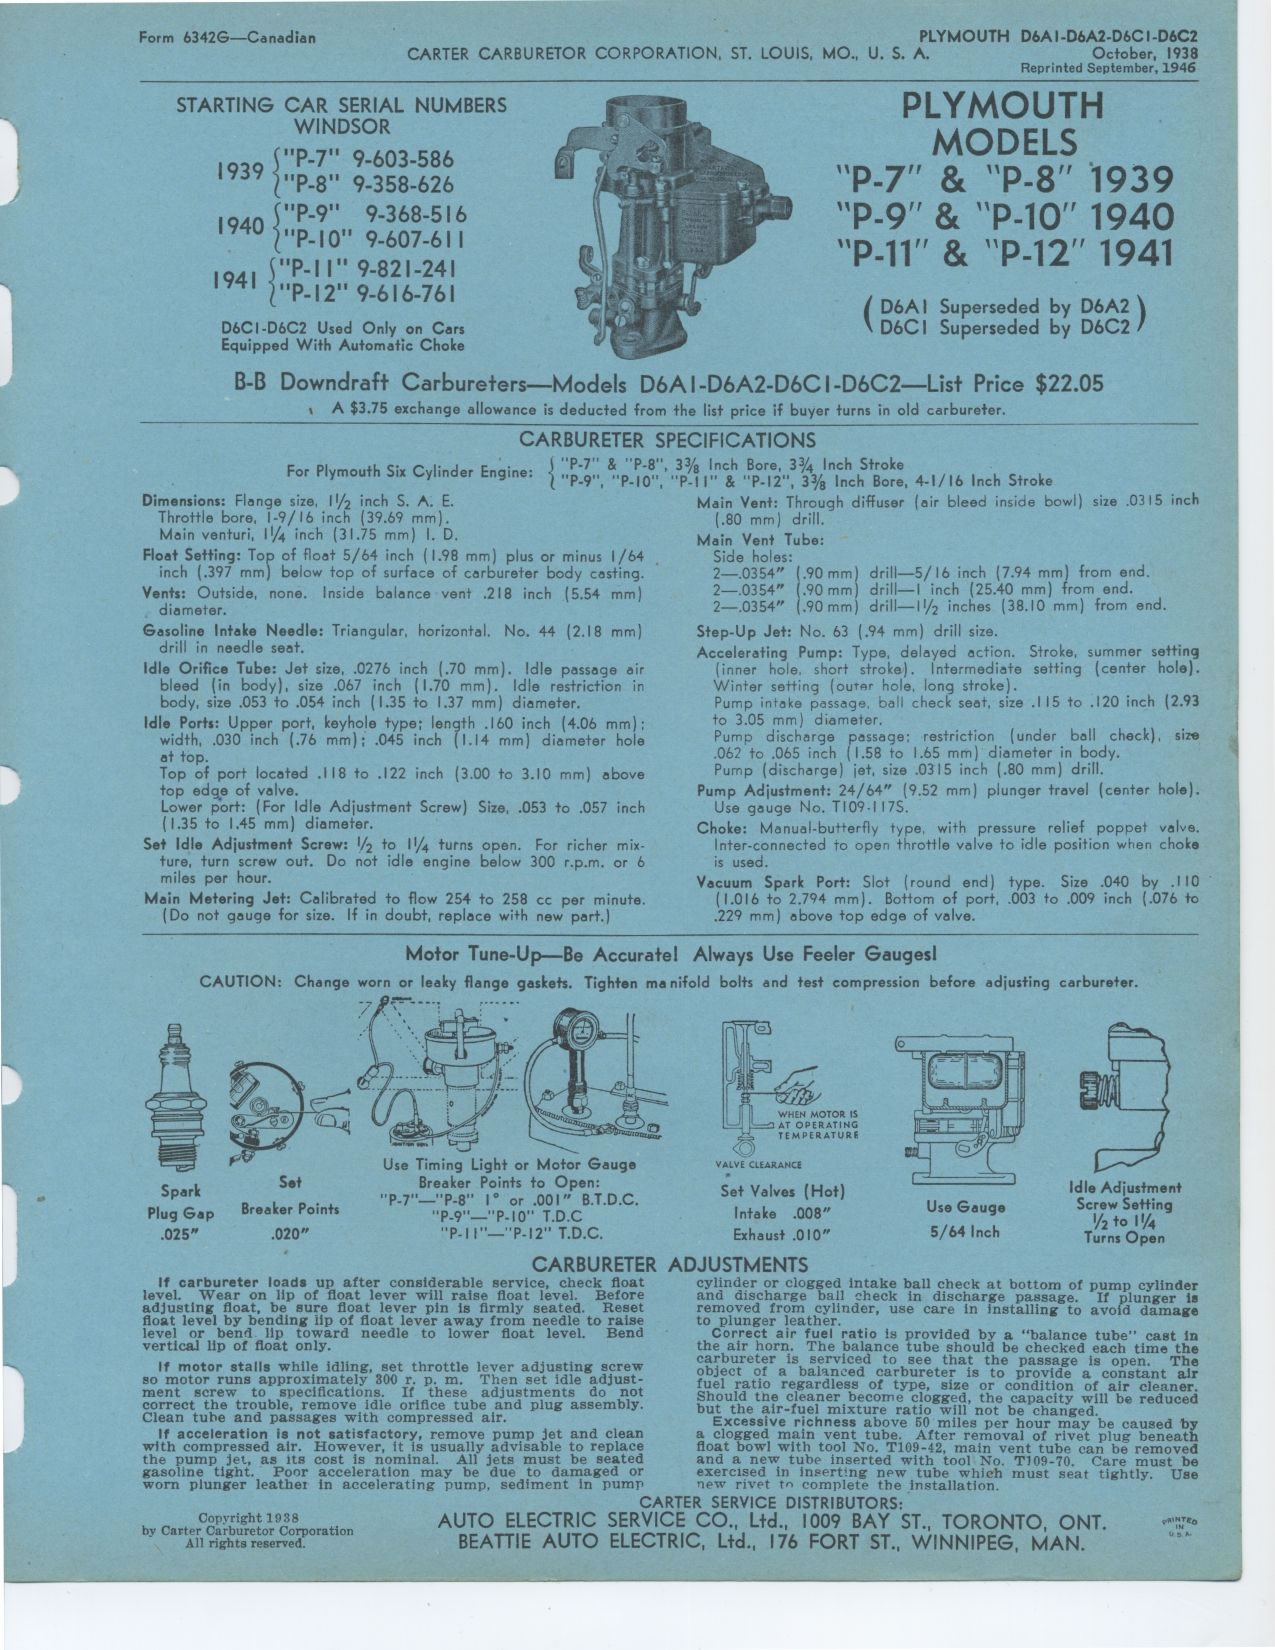 Form 6342G—Canadian
PLYMOUTH D6A1-D6A2-D6C1-D6C2
CARTER CARBURETOR CORPORATION, ST. LOUIS, MO., U. S. A.
October, 1938
Reprinted September, 1946
STARTING CAR SERIAL NUMBERS
WINDSOR
1939 { "P-7" 9-603-586
"P-8" 9-358-626
1940 { "P-9" 9-368-516
"P-10" 9-607-611
1941 { "P-11" 9-821-241
"P-12" 9-616-761
D6C1-D6C2 Used Only on Cars
Equipped With Automatic Choke
PLYMOUTH
MODELS
"P-7" & "P-8" 1939
"P-9" & "P-10" 1940
"P-11" & "P-12" 1941
( D6A1 Superseded by D6A2 )
( D6C1 Superseded by D6C2 )
B-B Downdraft Carbureters—Models D6A1-D6A2-D6C1-D6C2—List Price $22.05
A $3.75 exchange allowance is deducted from the list price if buyer turns in old carbureter.
CARBURETER SPECIFICATIONS
For Plymouth Six Cylinder Engine: { "P-7" & "P-8", 3⅜ Inch Bore, 3¾ Inch Stroke
"P-9", "P-10", "P-11" & "P-12", 3⅜ Inch Bore, 4-1/16 Inch Stroke
Dimensions: Flange size, 1½ inch S. A. E.
Throttle bore, 1-9/16 inch (39.69 mm).
Main venturi, 1¼ inch (31.75 mm) I. D.
Float Setting: Top of float 5/64 inch (1.98 mm) plus or minus 1/64
inch (.397 mm) below top of surface of carbureter body casting.
Vents: Outside, none. Inside balance vent .218 inch (5.54 mm)
diameter.
Gasoline Intake Needle: Triangular, horizontal. No. 44 (2.18 mm)
drill in needle seat.
Idle Orifice Tube: Jet size, .0276 inch (.70 mm). Idle passage air
bleed (in body), size .067 inch (1.70 mm). Idle restriction in
body, size .053 to .054 inch (1.35 to 1.37 mm) diameter.
Idle Ports: Upper port, keyhole type; length .160 inch (4.06 mm);
width, .030 inch (.76 mm); .045 inch (1.14 mm) diameter hole
at top.
Top of port located .118 to .122 inch (3.00 to 3.10 mm) above
top edge of valve.
Lower port: (For Idle Adjustment Screw) Size, .053 to .057 inch
(1.35 to 1.45 mm) diameter.
Set Idle Adjustment Screw: ½ to 1¼ turns open. For richer mix-
ture, turn screw out. Do not idle engine below 300 r.p.m. or 6
miles per hour.
Main Metering Jet: Calibrated to flow 254 to 258 cc per minute.
(Do not gauge for size. If in doubt, replace with new part.)
Main Vent: Through diffuser (air bleed inside bowl) size .0315 inch
(.80 mm) drill.
Main Vent Tube:
Side holes:
2—.0354" (.90 mm) drill—5/16 inch (7.94 mm) from end.
2—.0354" (.90 mm) drill—1 inch (25.40 mm) from end.
2—.0354" (.90 mm) drill—1½ inches (38.10 mm) from end.
Step-Up Jet: No. 63 (.94 mm) drill size.
Accelerating Pump: Type, delayed action. Stroke, summer setting
(inner hole, short stroke). Intermediate setting (center hole).
Winter setting (outer hole, long stroke).
Pump intake passage, ball check seat, size .115 to .120 inch (2.93
to 3.05 mm) diameter.
Pump discharge passage; restriction (under ball check), size
.062 to .065 inch (1.58 to 1.65 mm) diameter in body.
Pump (discharge) jet, size .0315 inch (.80 mm) drill.
Pump Adjustment: 24/64" (9.52 mm) plunger travel (center hole).
Use gauge No. T109-117S.
Choke: Manual-butterfly type, with pressure relief poppet valve.
Inter-connected to open throttle valve to idle position when choke
is used.
Vacuum Spark Port: Slot (round end) type. Size .040 by .110
(1.016 to 2.794 mm). Bottom of port, .003 to .009 inch (.076 to
.229 mm) above top edge of valve.
Motor Tune-Up—Be Accurate! Always Use Feeler Gauges!
CAUTION: Change worn or leaky flange gaskets. Tighten manifold bolts and test compression before adjusting carbureter.
Spark
Plug Gap
.025"
Set
Breaker Points
.020"
IGNITION COIL
Use Timing Light or Motor Gauge
Breaker Points to Open:
"P-7"—"P-8" 1° or .001" B.T.D.C.
"P-9"—"P-10" T.D.C
"P-11"—"P-12" T.D.C.
WHEN MOTOR IS
AT OPERATING
TEMPERATURE
VALVE CLEARANCE
Set Valves (Hot)
Intake .008"
Exhaust .010"
Use Gauge
5/64 Inch
Idle Adjustment
Screw Setting
½ to 1¼
Turns Open
CARBURETER ADJUSTMENTS
If carbureter loads up after considerable service, check float
level. Wear on lip of float lever will raise float level. Before
adjusting float, be sure float lever pin is firmly seated. Reset
float level by bending lip of float lever away from needle to raise
level or bend lip toward needle to lower float level. Bend
vertical lip of float only.
If motor stalls while idling, set throttle lever adjusting screw
so motor runs approximately 300 r. p. m. Then set idle adjust-
ment screw to specifications. If these adjustments do not
correct the trouble, remove idle orifice tube and plug assembly.
Clean tube and passages with compressed air.
If acceleration is not satisfactory, remove pump jet and clean
with compressed air. However, it is usually advisable to replace
the pump jet, as its cost is nominal. All jets must be seated
gasoline tight. Poor acceleration may be due to damaged or
worn plunger leather in accelerating pump, sediment in pump
cylinder or clogged intake ball check at bottom of pump cylinder
and discharge ball check in discharge passage. If plunger is
removed from cylinder, use care in installing to avoid damage
to plunger leather.
Correct air fuel ratio is provided by a "balance tube" cast in
the air horn. The balance tube should be checked each time the
carbureter is serviced to see that the passage is open. The
object of a balanced carbureter is to provide a constant air
fuel ratio regardless of type, size or condition of air cleaner.
Should the cleaner become clogged, the capacity will be reduced
but the air-fuel mixture ratio will not be changed.
Excessive richness above 50 miles per hour may be caused by
a clogged main vent tube. After removal of rivet plug beneath
float bowl with tool No. T109-42, main vent tube can be removed
and a new tube inserted with tool No. T109-70. Care must be
exercised in inserting new tube which must seat tightly. Use
new rivet to complete the installation.
Copyright 1938
by Carter Carburetor Corporation
All rights reserved.
CARTER SERVICE DISTRIBUTORS:
AUTO ELECTRIC SERVICE CO., Ltd., 1009 BAY ST., TORONTO, ONT.
BEATTIE AUTO ELECTRIC, Ltd., 176 FORT ST., WINNIPEG, MAN.
PRINTED
IN
U.S.A.